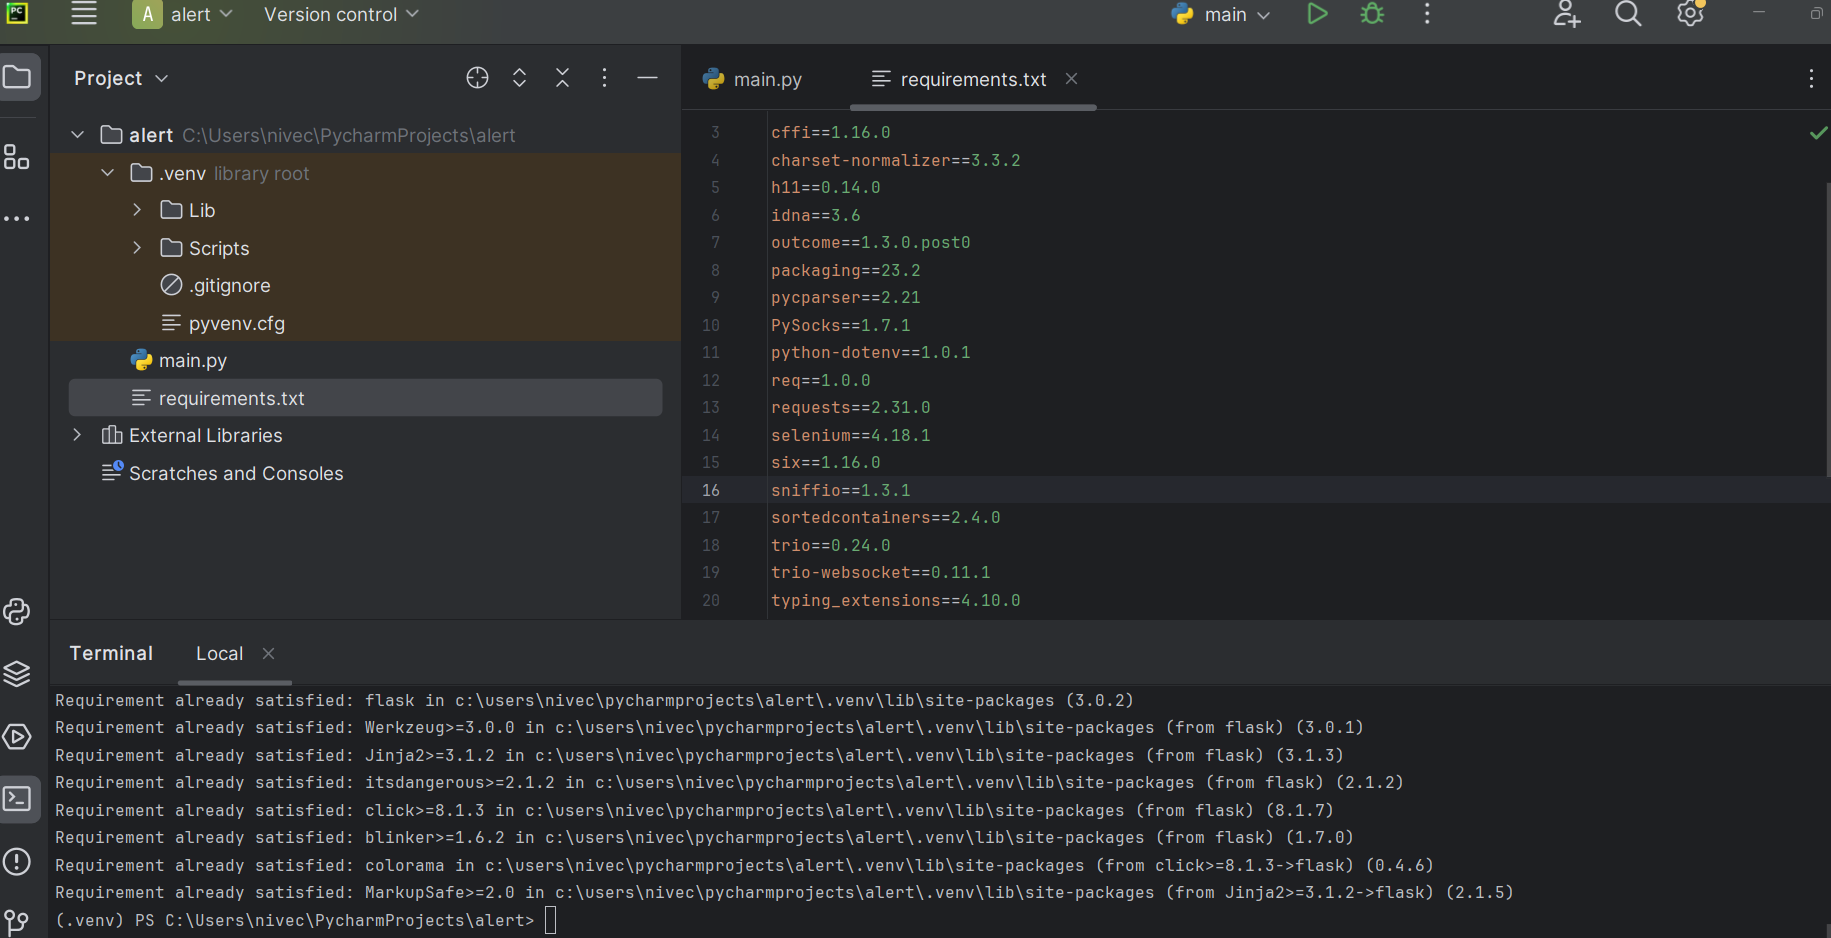 PC
A alert Version control main
Project
main.py requirements.txt
alert C:\Users\nivec\PycharmProjects\alert
.venv library root
Lib
Scripts
.gitignore
pyvenv.cfg
main.py
requirements.txt
External Libraries
Scratches and Consoles
3 cffi==1.16.0
4 charset-normalizer==3.3.2
5 h11==0.14.0
6 idna==3.6
7 outcome==1.3.0.post0
8 packaging==23.2
9 pycparser==2.21
10 PySocks==1.7.1
11 python-dotenv==1.0.1
12 req==1.0.0
13 requests==2.31.0
14 selenium==4.18.1
15 six==1.16.0
16 sniffio==1.3.1
17 sortedcontainers==2.4.0
18 trio==0.24.0
19 trio-websocket==0.11.1
20 typing_extensions==4.10.0
Terminal Local
Requirement already satisfied: flask in c:\users\nivec\pycharmprojects\alert\.venv\lib\site-packages (3.0.2)
Requirement already satisfied: Werkzeug>=3.0.0 in c:\users\nivec\pycharmprojects\alert\.venv\lib\site-packages (from flask) (3.0.1)
Requirement already satisfied: Jinja2>=3.1.2 in c:\users\nivec\pycharmprojects\alert\.venv\lib\site-packages (from flask) (3.1.3)
Requirement already satisfied: itsdangerous>=2.1.2 in c:\users\nivec\pycharmprojects\alert\.venv\lib\site-packages (from flask) (2.1.2)
Requirement already satisfied: click>=8.1.3 in c:\users\nivec\pycharmprojects\alert\.venv\lib\site-packages (from flask) (8.1.7)
Requirement already satisfied: blinker>=1.6.2 in c:\users\nivec\pycharmprojects\alert\.venv\lib\site-packages (from flask) (1.7.0)
Requirement already satisfied: colorama in c:\users\nivec\pycharmprojects\alert\.venv\lib\site-packages (from click>=8.1.3->flask) (0.4.6)
Requirement already satisfied: MarkupSafe>=2.0 in c:\users\nivec\pycharmprojects\alert\.venv\lib\site-packages (from Jinja2>=3.1.2->flask) (2.1.5)
(.venv) PS C:\Users\nivec\PycharmProjects\alert>